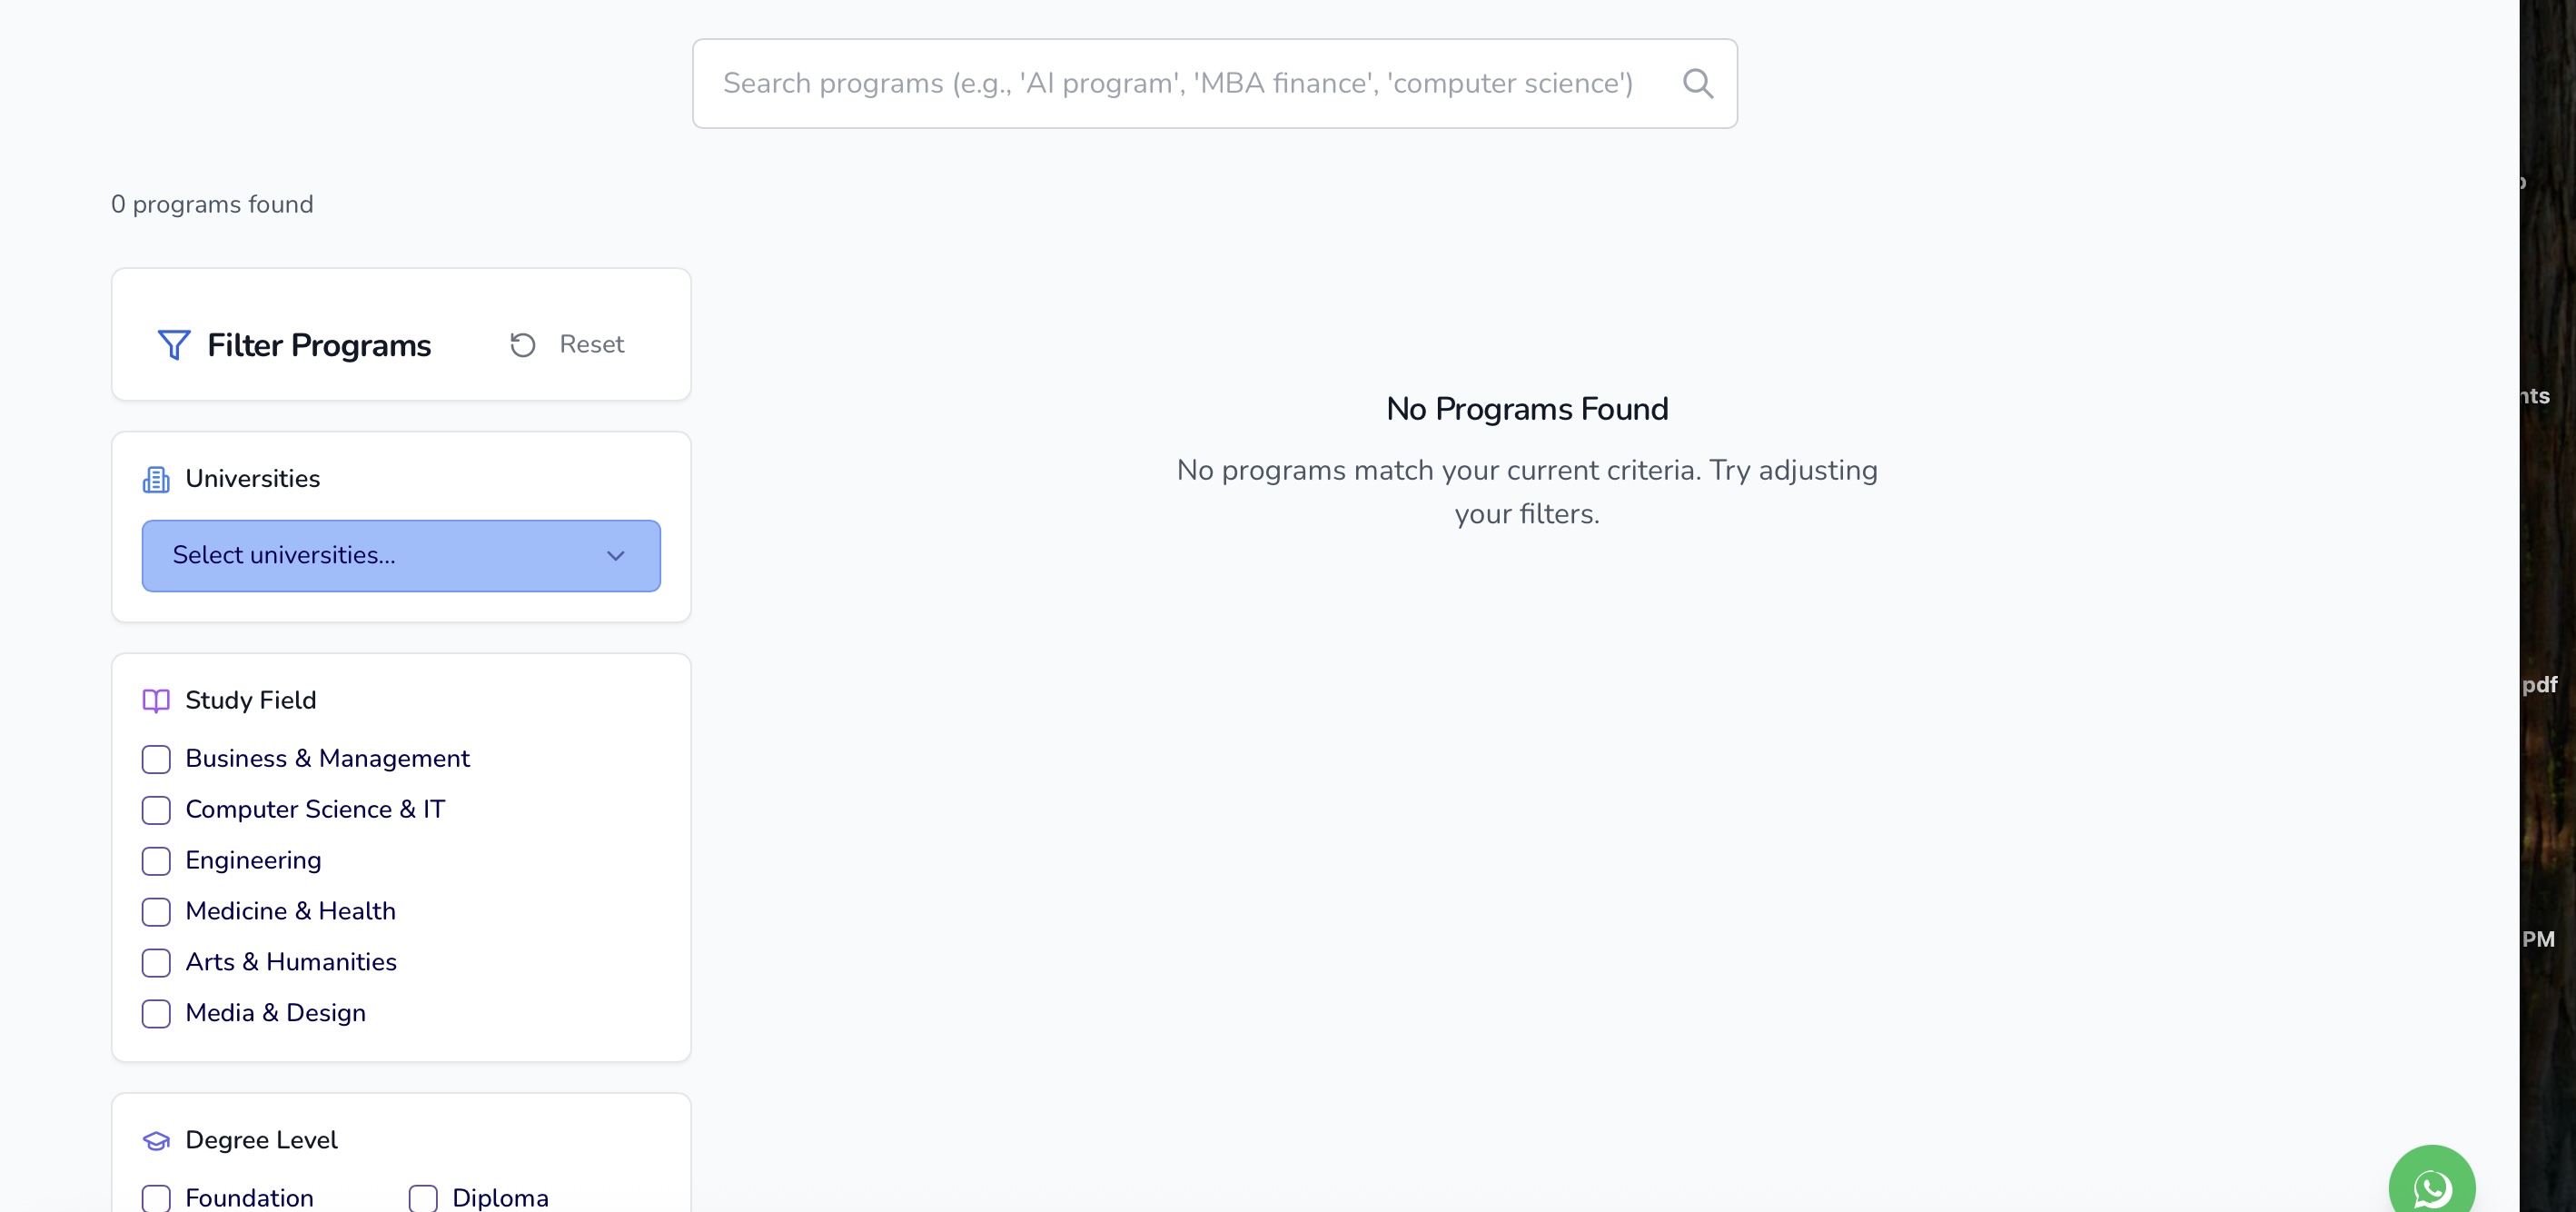 Search programs (e.g., 'AI program', 'MBA finance', 'computer science')
0 programs found
Filter Programs
Reset
Universities
Select universities...
Study Field
Business & Management
Computer Science & IT
Engineering
Medicine & Health
Arts & Humanities
Media & Design
Degree Level
Foundation
Diploma
No Programs Found
No programs match your current criteria. Try adjusting
your filters.
nts
pdf
PM